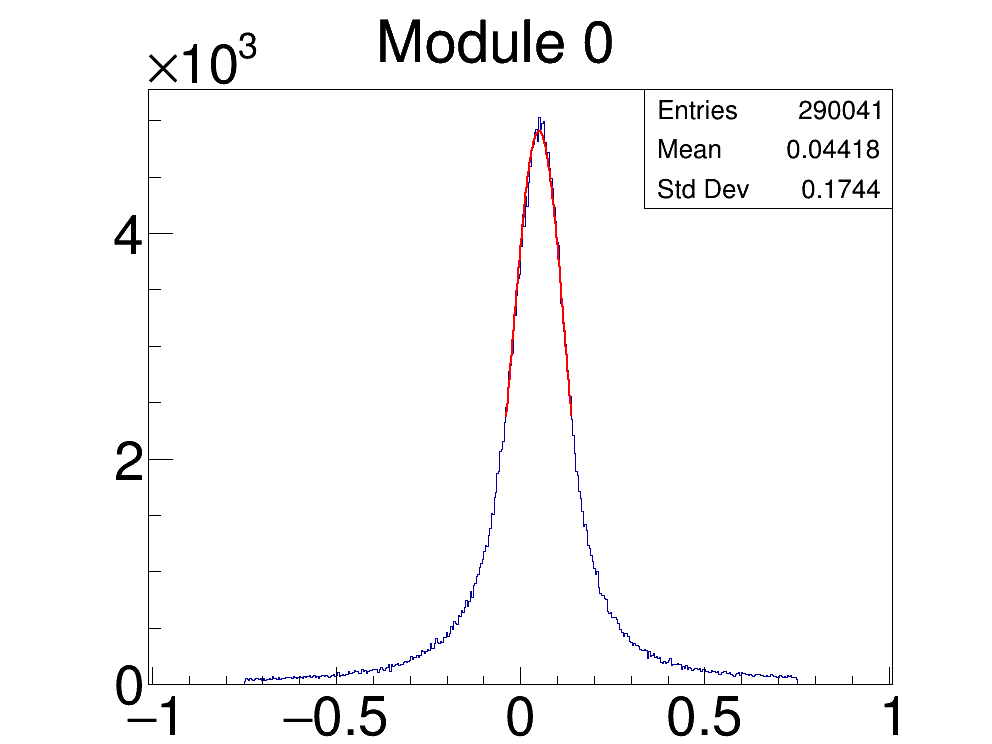 Module 0
×10³
Entries 290041
Mean 0.04418
Std Dev 0.1744
4
2
0
−1 −0.5 0 0.5 1